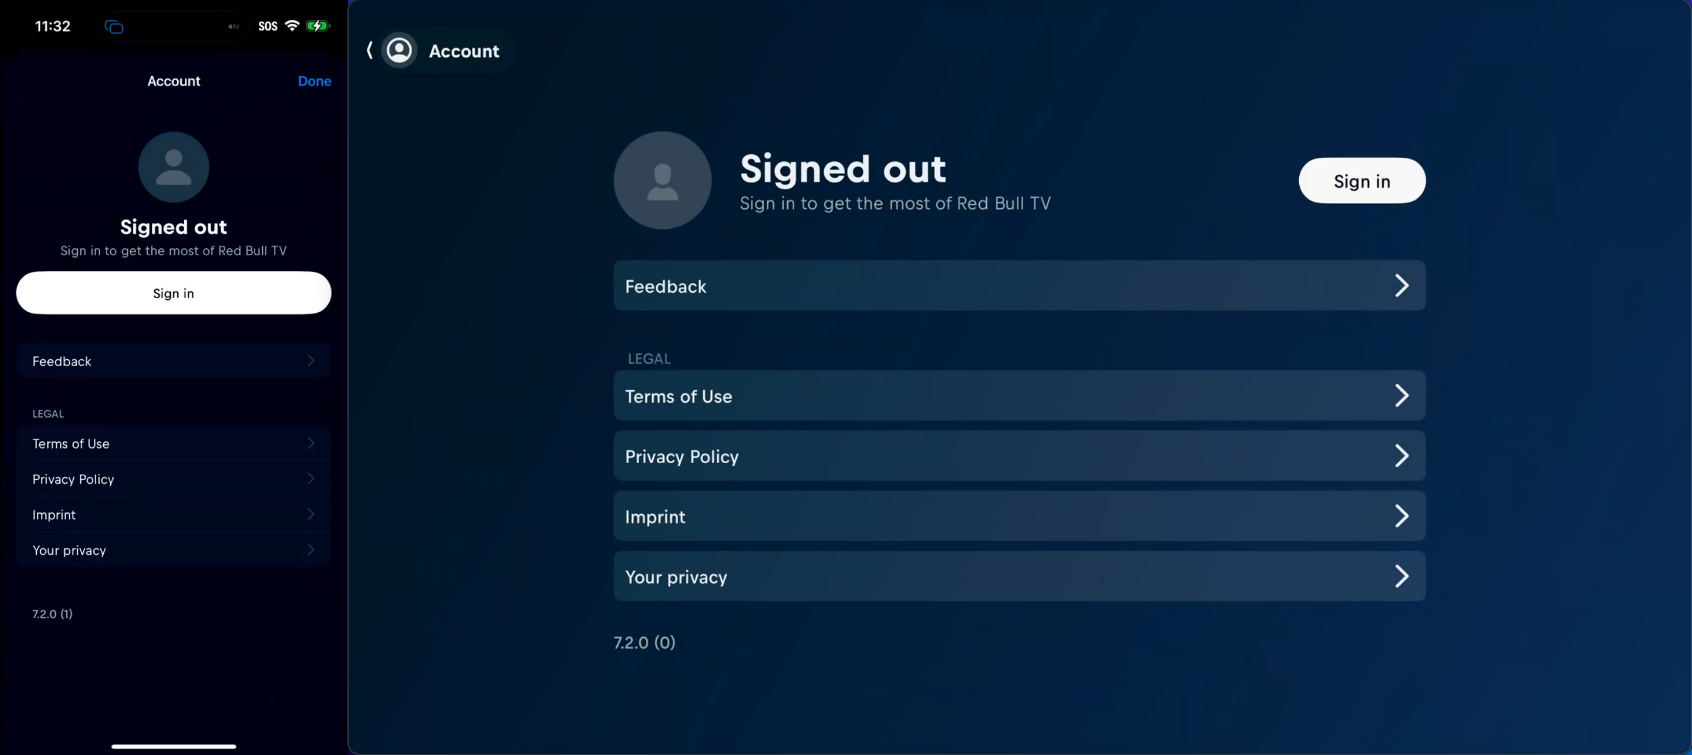 11:32
tv
SOS
Account
Done
Signed out
Sign in to get the most of Red Bull TV
Sign in
Feedback
LEGAL
Terms of Use
Privacy Policy
Imprint
Your privacy
7.2.0 (1)
Account
Signed out
Sign in to get the most of Red Bull TV
Sign in
Feedback
LEGAL
Terms of Use
Privacy Policy
Imprint
Your privacy
7.2.0 (0)